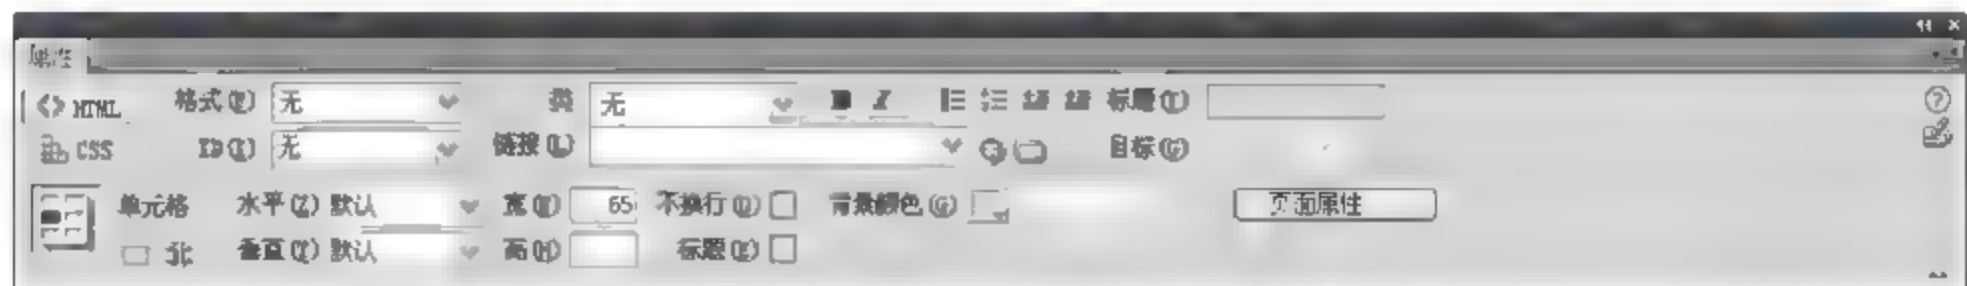 属性
<> HTML 格式(F) 无 类 无 B I 标题(T)
CSS ID(I) 无 链接(L) 目标(G)
单元格 水平(Z) 默认 宽(W) 65 不换行(O) 背景颜色(G) 页面属性
垂直(T) 默认 高(H) 标题(E)